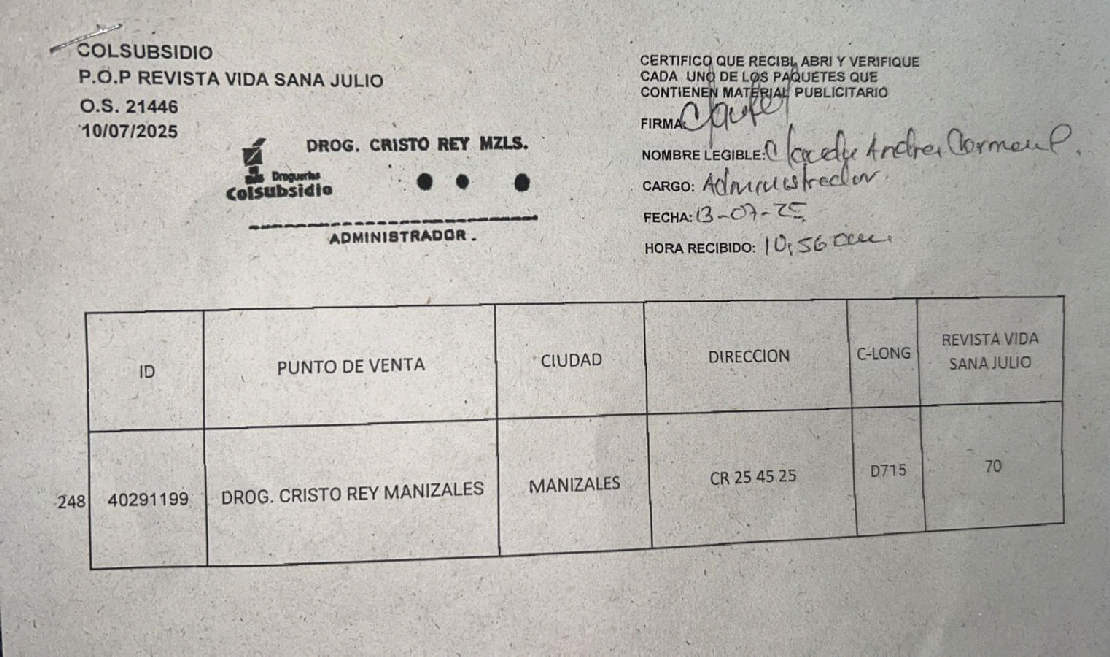 COLSUBSIDIO
P.O.P REVISTA VIDA SANA JULIO
O.S. 21446
10/07/2025
DROG. CRISTO REY MZLS.
Droguerías
Colsubsidio
ADMINISTRADOR.
CERTIFICO QUE RECIBI, ABRI Y VERIFIQUE
CADA UNO DE LOS PAQUETES QUE
CONTIENEN MATERIAL PUBLICITARIO
FIRMA:
NOMBRE LEGIBLE: Andrea
CARGO: Administrador.
FECHA: 13-07-25
HORA RECIBIDO: 10:56 am.
ID PUNTO DE VENTA CIUDAD DIRECCION C-LONG REVISTA VIDA
SANA JULIO
248 40291199 DROG. CRISTO REY MANIZALES MANIZALES CR 25 45 25 D715 70